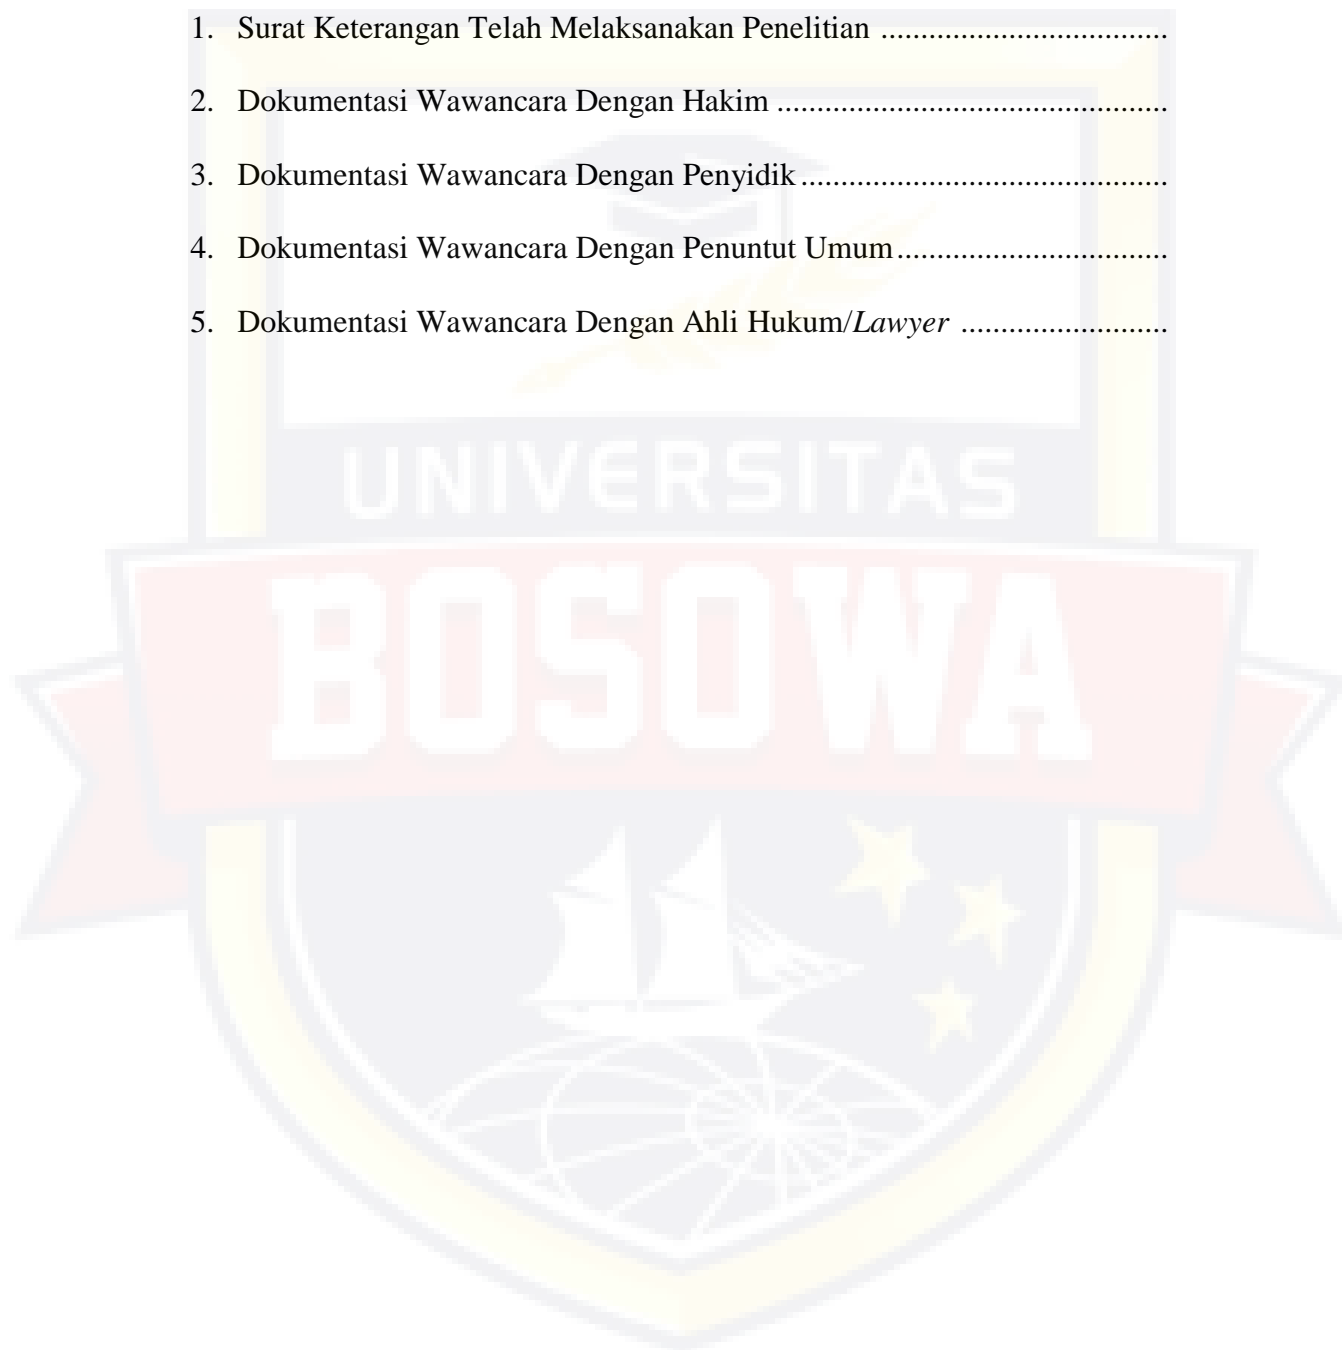 1. Surat Keterangan Telah Melaksanakan Penelitian ....................................
2. Dokumentasi Wawancara Dengan Hakim .................................................
3. Dokumentasi Wawancara Dengan Penyidik ..............................................
4. Dokumentasi Wawancara Dengan Penuntut Umum ..................................
5. Dokumentasi Wawancara Dengan Ahli Hukum/Lawyer ..........................
UNIVERSITAS
BOSOWA